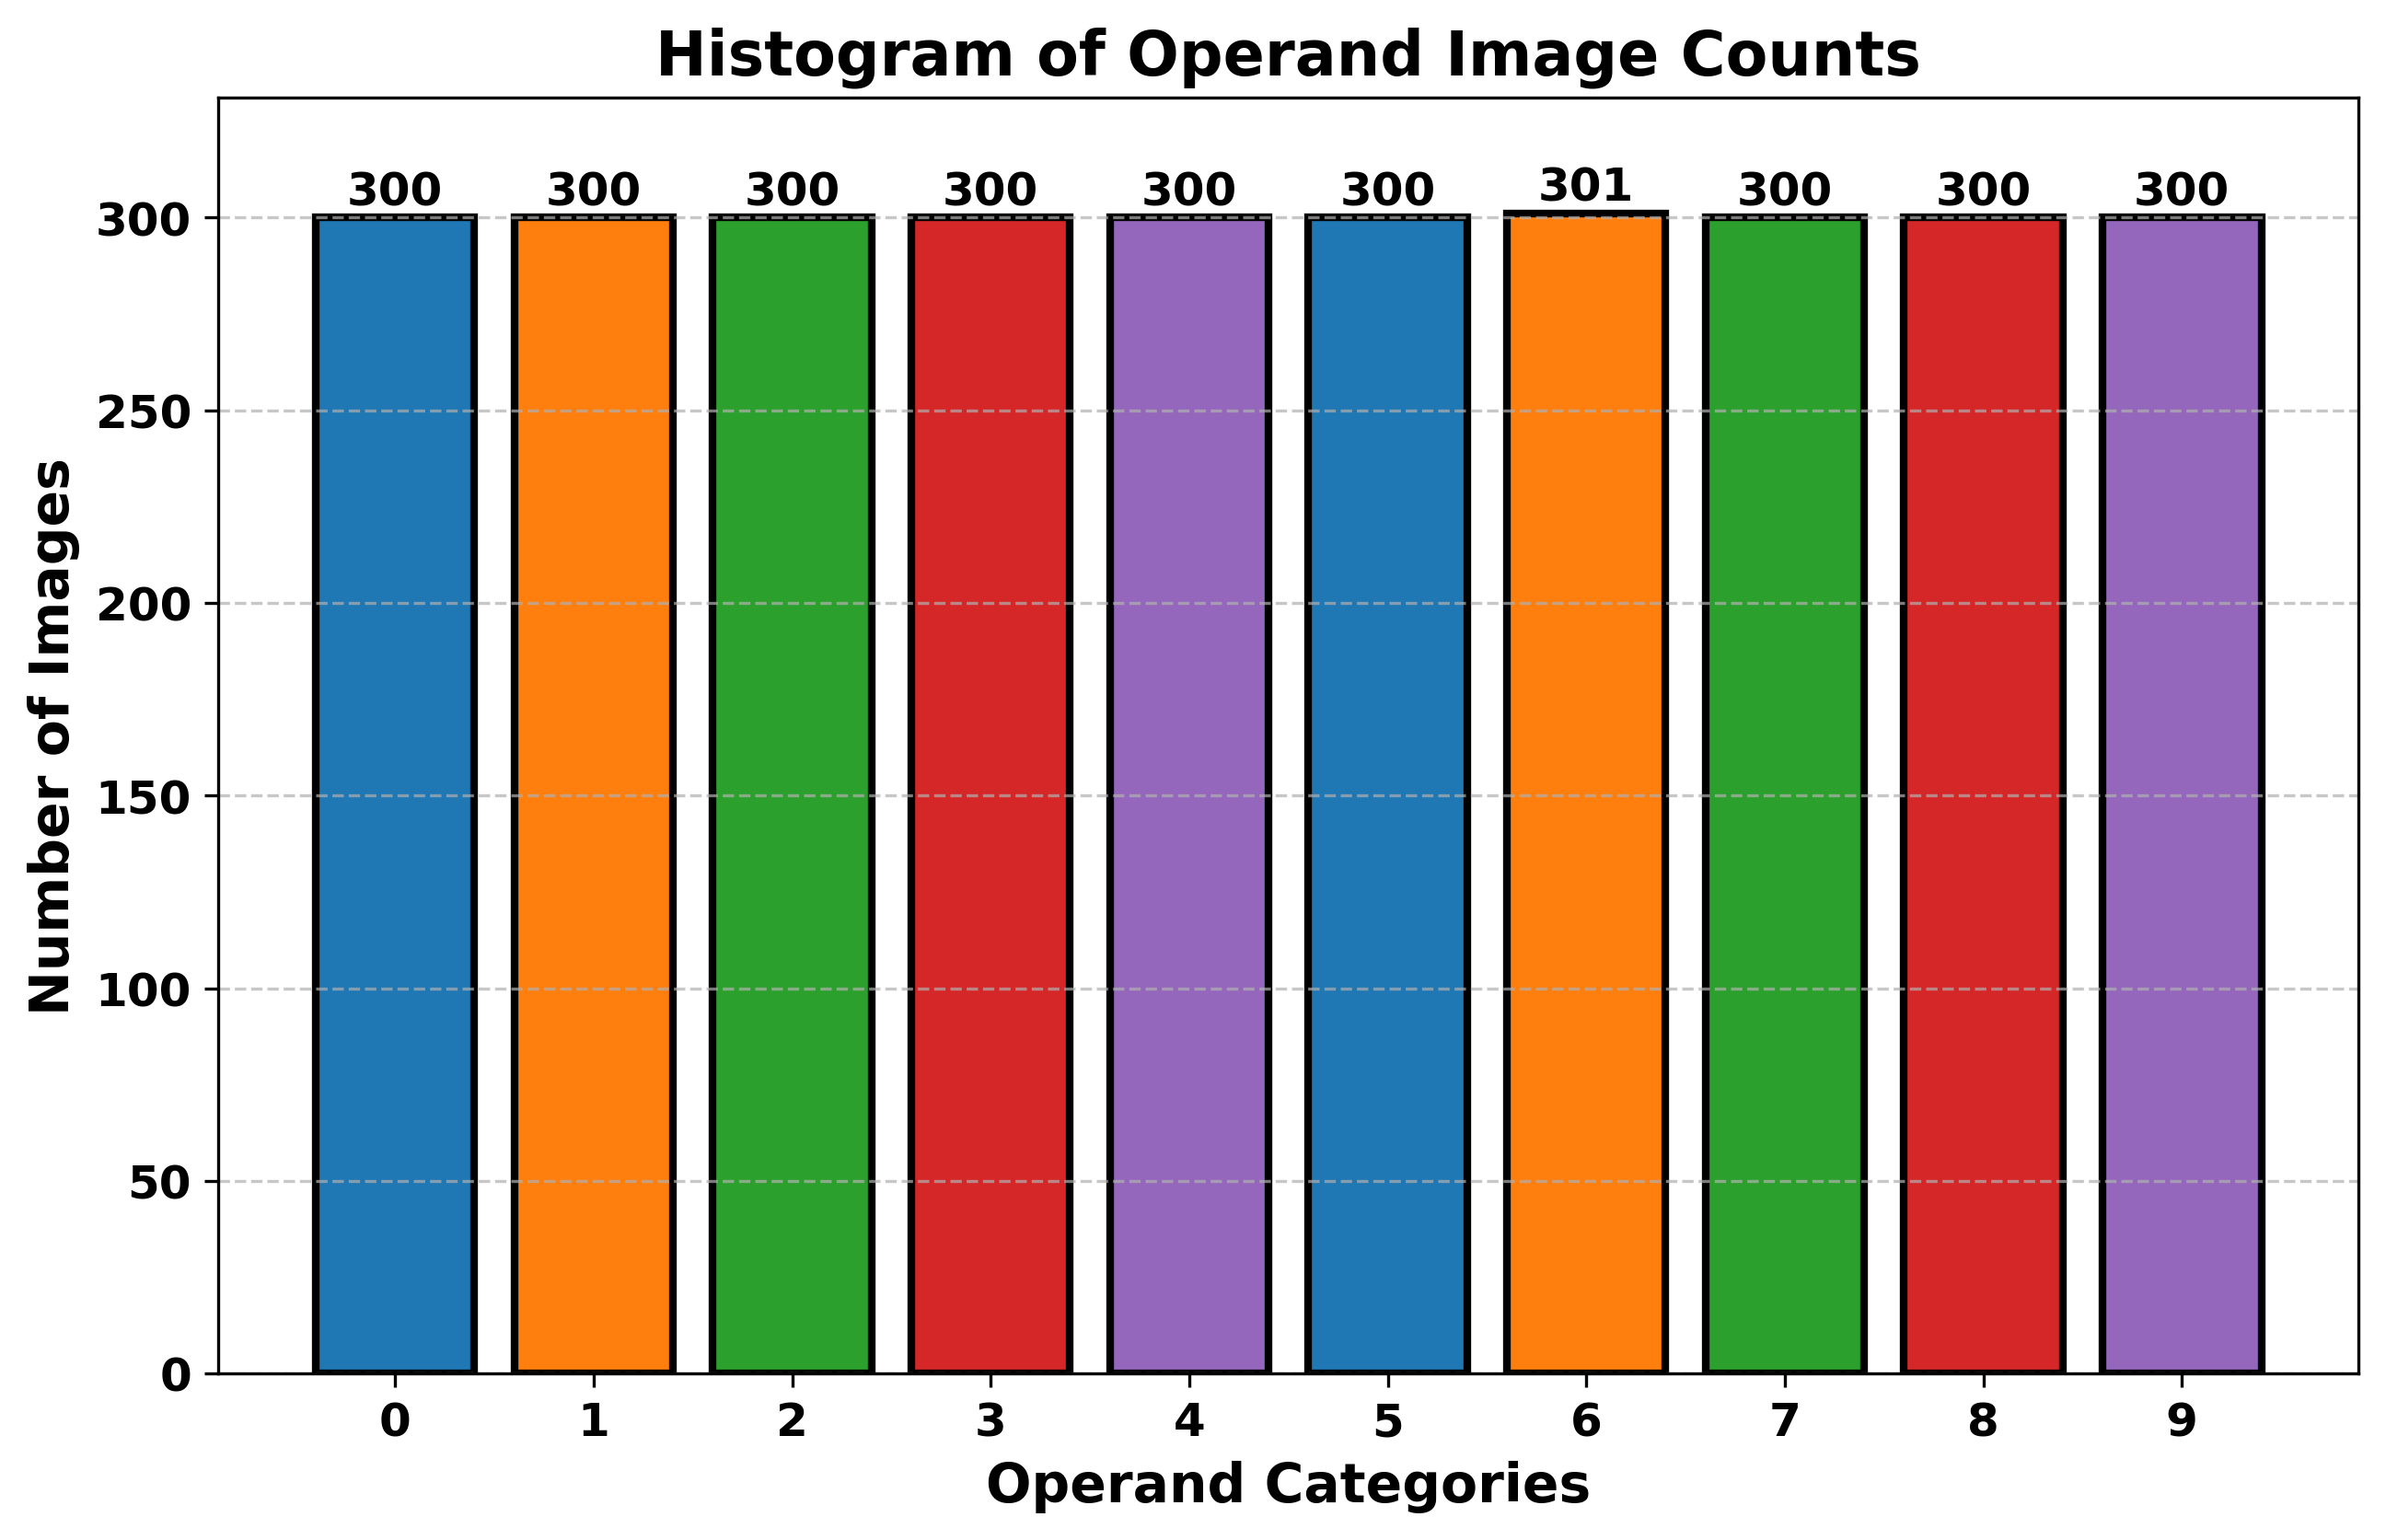 Histogram of Operand Image Counts
300 300 300 300 300 300 301 300 300 300
300
250
200
150
100
50
0
Number of Images
0 1 2 3 4 5 6 7 8 9
Operand Categories